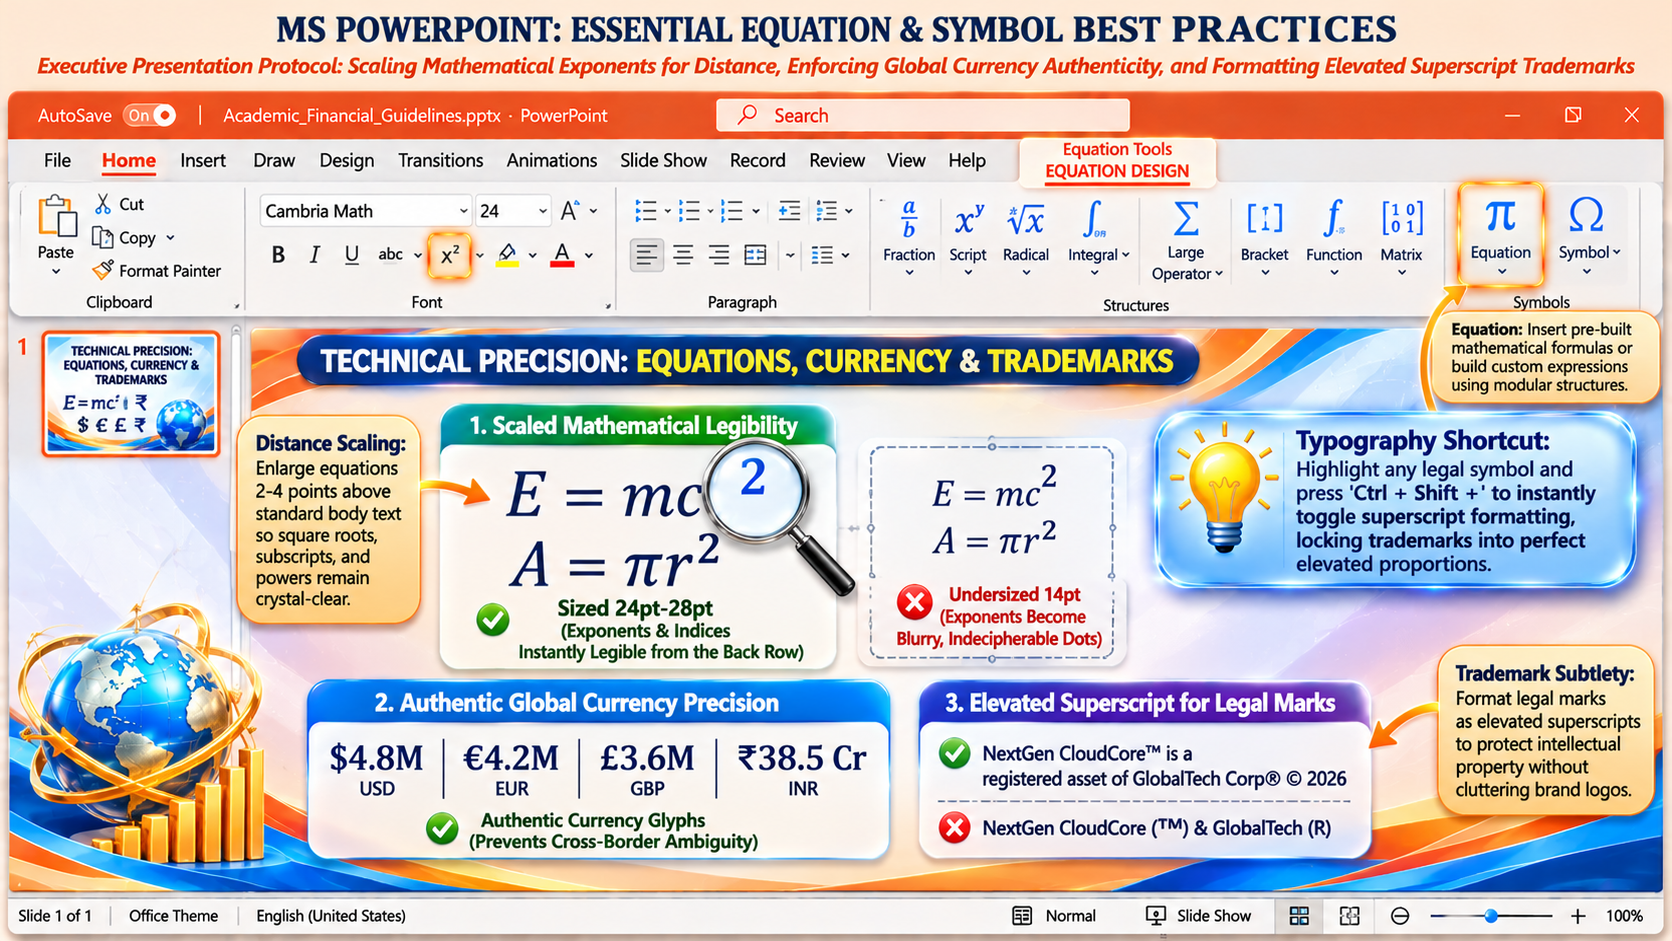 MS POWERPOINT: ESSENTIAL EQUATION & SYMBOL BEST PRACTICES
Executive Presentation Protocol: Scaling Mathematical Exponents for Distance, Enforcing Global Currency Authenticity, and Formatting Elevated Superscript Trademarks
AutoSave On Academic_Financial_Guidelines.pptx · PowerPoint Search
File Home Insert Draw Design Transitions Animations Slide Show Record Review View Help
Equation Tools
EQUATION DESIGN
Paste
Cut
Copy
Format Painter
Clipboard
Cambria Math 24 A
B I U abc x² A
Font
Paragraph
a/b Fraction
xʸ Script
√x Radical
∫ Integral
Σ Large
Operator
[ ] Bracket
f Function
[1 0
0 1] Matrix
Structures
π Equation
Ω Symbol
Symbols
Equation: Insert pre-built
mathematical formulas or
build custom expressions
using modular structures.
1
TECHNICAL PRECISION:
EQUATIONS, CURRENCY &
TRADEMARKS
$ € £ ₹
TECHNICAL PRECISION: EQUATIONS, CURRENCY & TRADEMARKS
Distance Scaling:
Enlarge equations
2-4 points above
standard body text
so square roots,
subscripts, and
powers remain
crystal-clear.
1. Scaled Mathematical Legibility
E = mc²
A = πr²
Sized 24pt-28pt
(Exponents & Indices
Instantly Legible from the Back Row)
E = mc²
A = πr²
Undersized 14pt
(Exponents Become
Blurry, Indecipherable Dots)
Typography Shortcut:
Highlight any legal symbol and
press 'Ctrl + Shift +' to instantly
toggle superscript formatting,
locking trademarks into perfect
elevated proportions.
2. Authentic Global Currency Precision
$4.8M €4.2M £3.6M ₹38.5 Cr
USD EUR GBP INR
Authentic Currency Glyphs
(Prevents Cross-Border Ambiguity)
3. Elevated Superscript for Legal Marks
NextGen CloudCore™ is a
registered asset of GlobalTech Corp® © 2026
NextGen CloudCore (™) & GlobalTech (R)
Trademark Subtlety:
Format legal marks
as elevated superscripts
to protect intellectual
property without
cluttering brand logos.
Slide 1 of 1 Office Theme English (United States) Normal Slide Show 100%